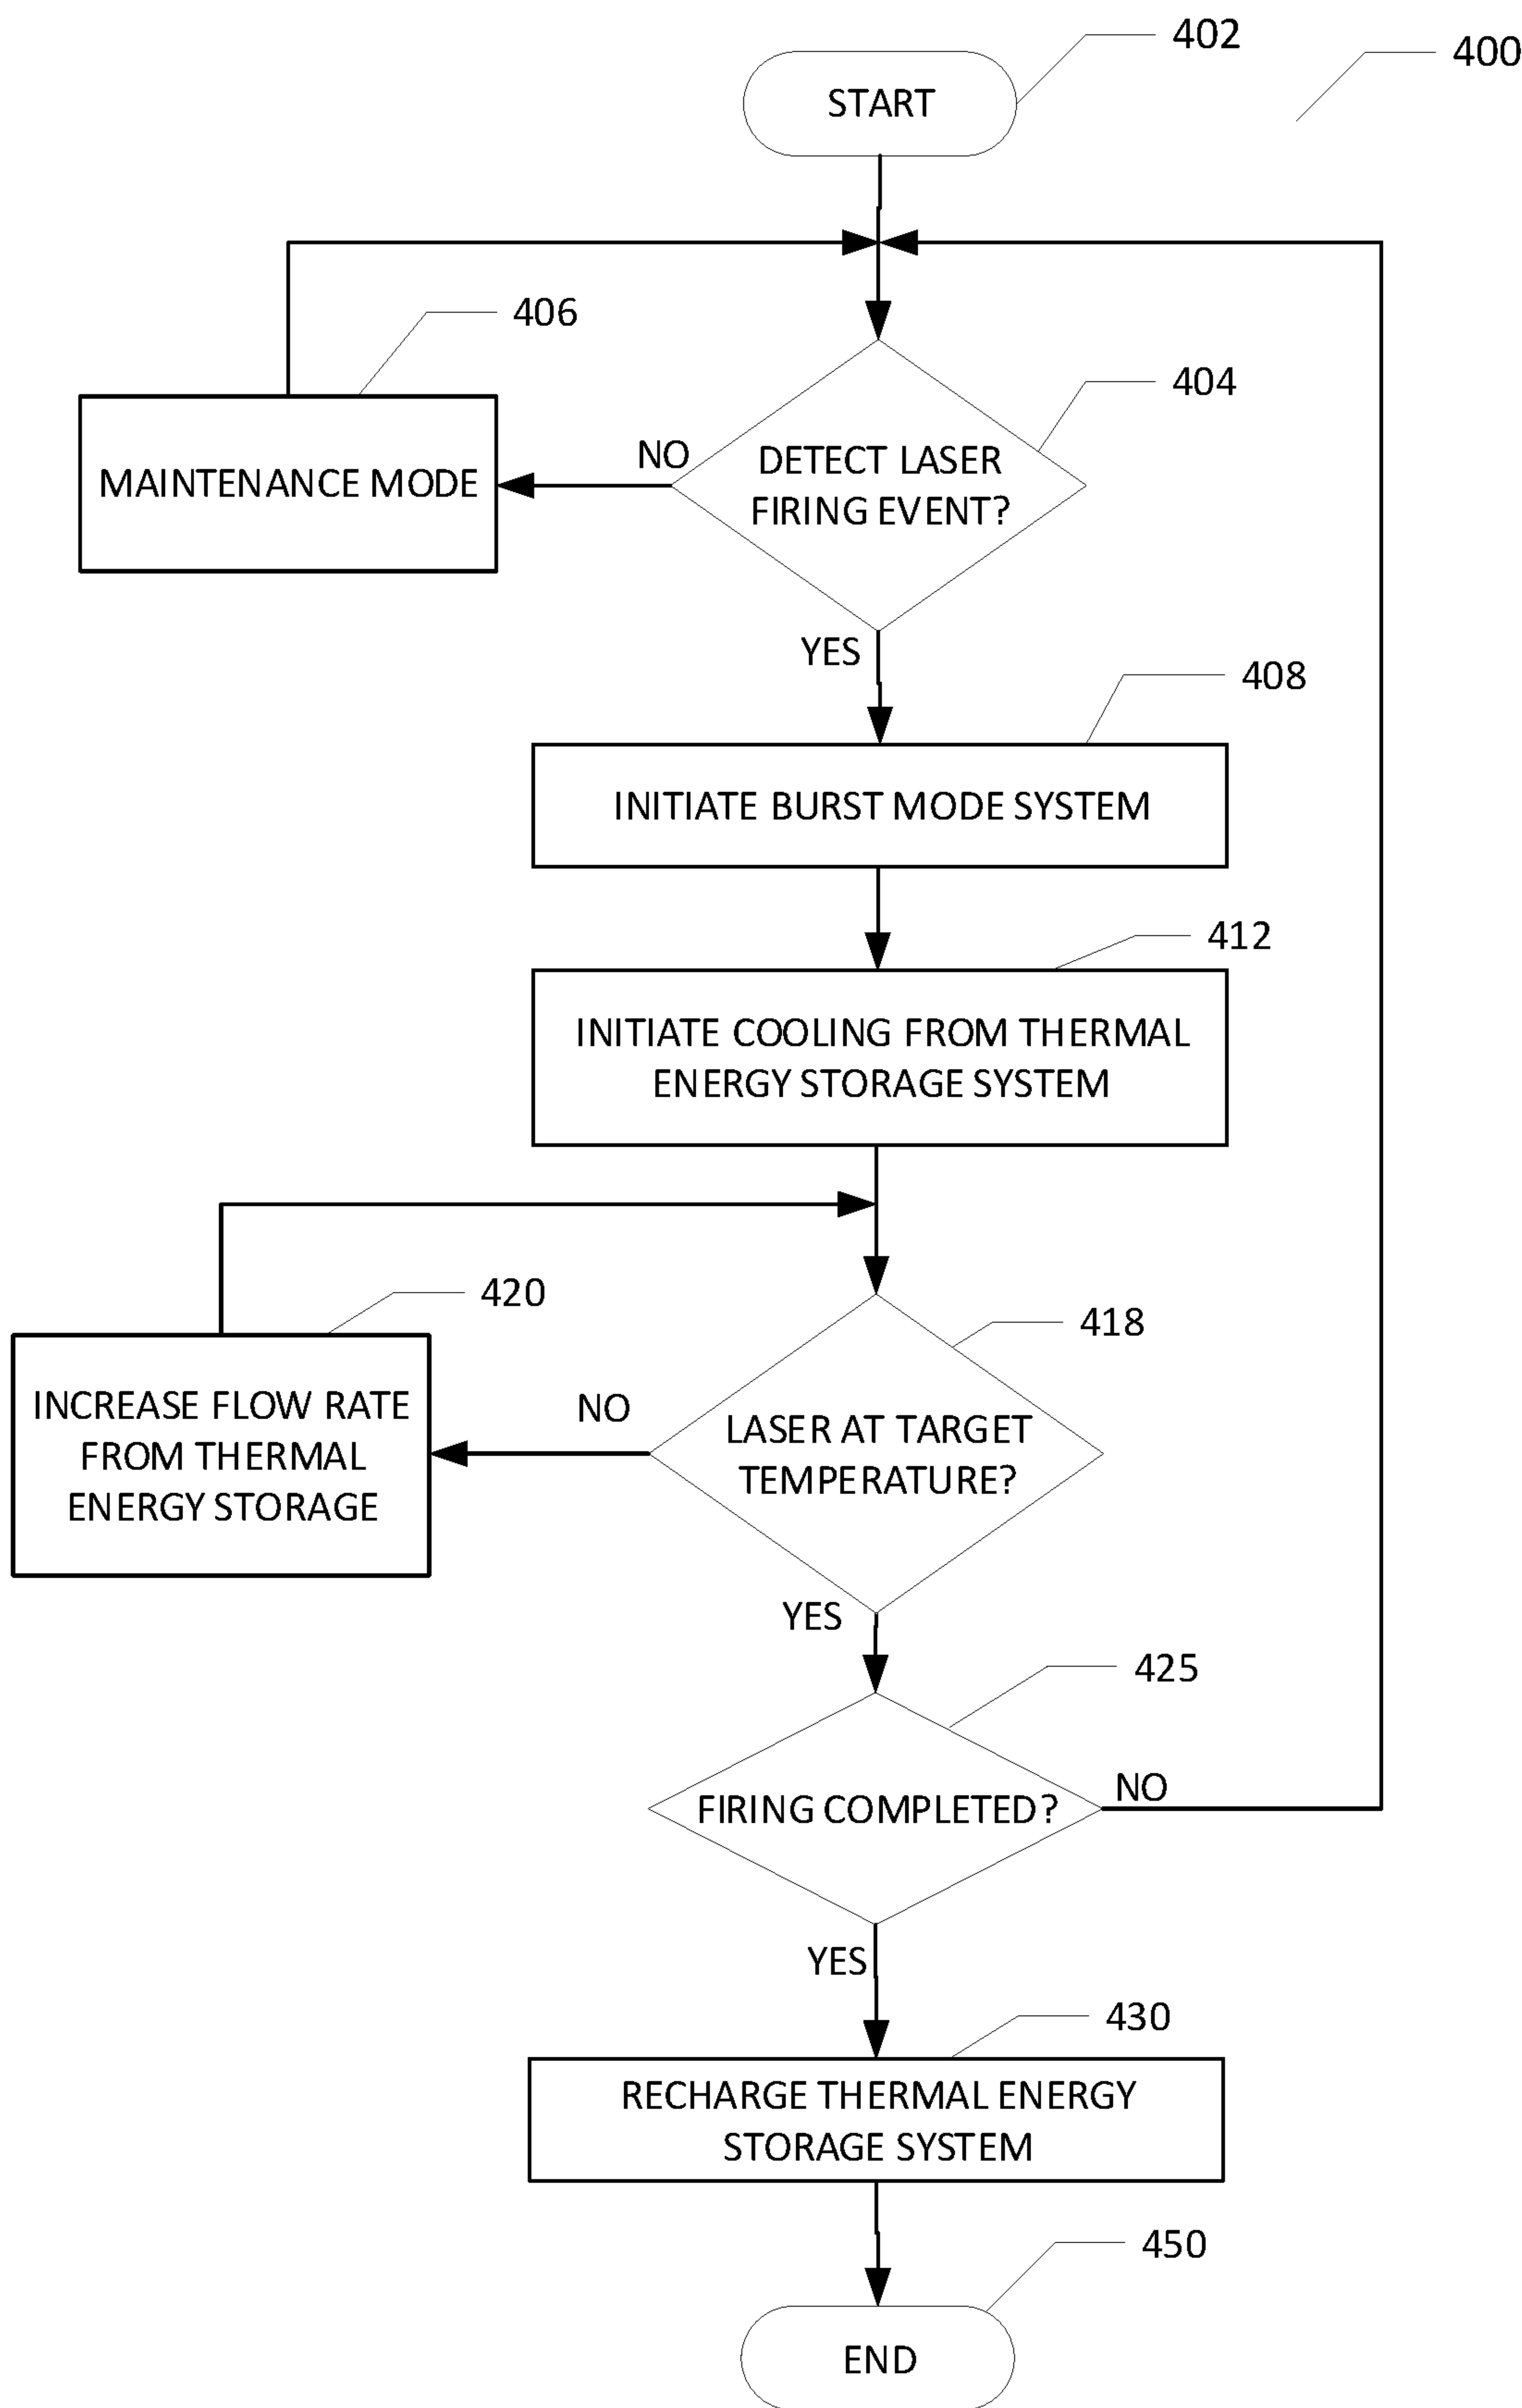 402
400
START
406
404
NO
DETECT LASER
FIRING EVENT?
MAINTENANCE MODE
YES
408
INITIATE BURST MODE SYSTEM
412
INITIATE COOLING FROM THERMAL
ENERGY STORAGE SYSTEM
420
418
INCREASE FLOW RATE
FROM THERMAL
ENERGY STORAGE
NO
LASER AT TARGET
TEMPERATURE?
YES
425
NO
FIRING COMPLETED?
YES
430
RECHARGE THERMAL ENERGY
STORAGE SYSTEM
450
END